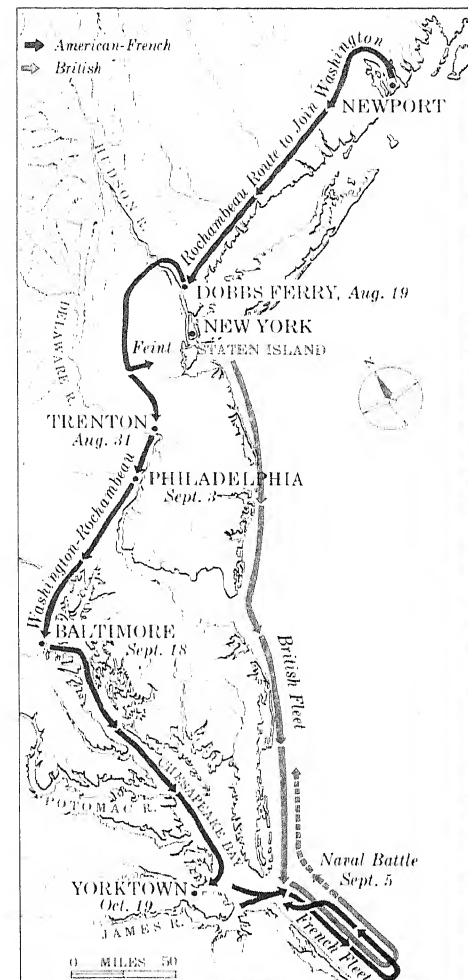 American-French
British
NEWPORT
Rochambeau Route to Join Washington
HUDSON R.
DOBBS FERRY, Aug. 19
NEW YORK
STATEN ISLAND
Feint
DELAWARE R.
N
TRENTON
Aug. 31
PHILADELPHIA
Sept. 3
Washington-Rochambeau
BALTIMORE
Sept. 18
British Fleet
CHESAPEAKE BAY
POTOMAC R.
Naval Battle
Sept. 5
YORKTOWN
Oct. 19
JAMES R.
French Fleet
0 MILES 50